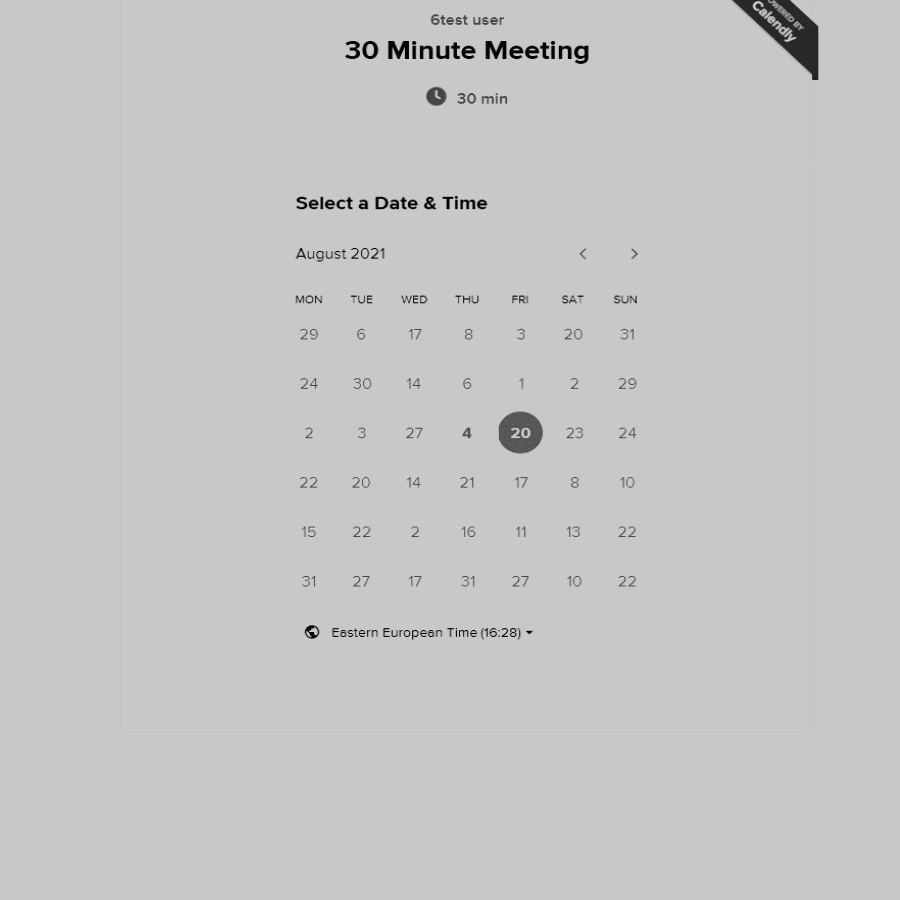 6test user
30 Minute Meeting
30 min
POWERED BY
Calendly
Select a Date & Time
August 2021
MON TUE WED THU FRI SAT SUN
29 6 17 8 3 20 31
24 30 14 6 1 2 29
2 3 27 4 20 23 24
22 20 14 21 17 8 10
15 22 2 16 11 13 22
31 27 17 31 27 10 22
Eastern European Time (16:28)